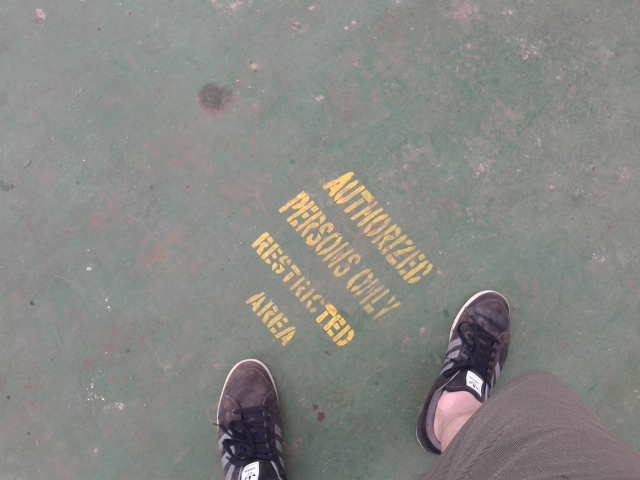 AUTHORIZED
PERSONS ONLY
RESTRICTED
AREA